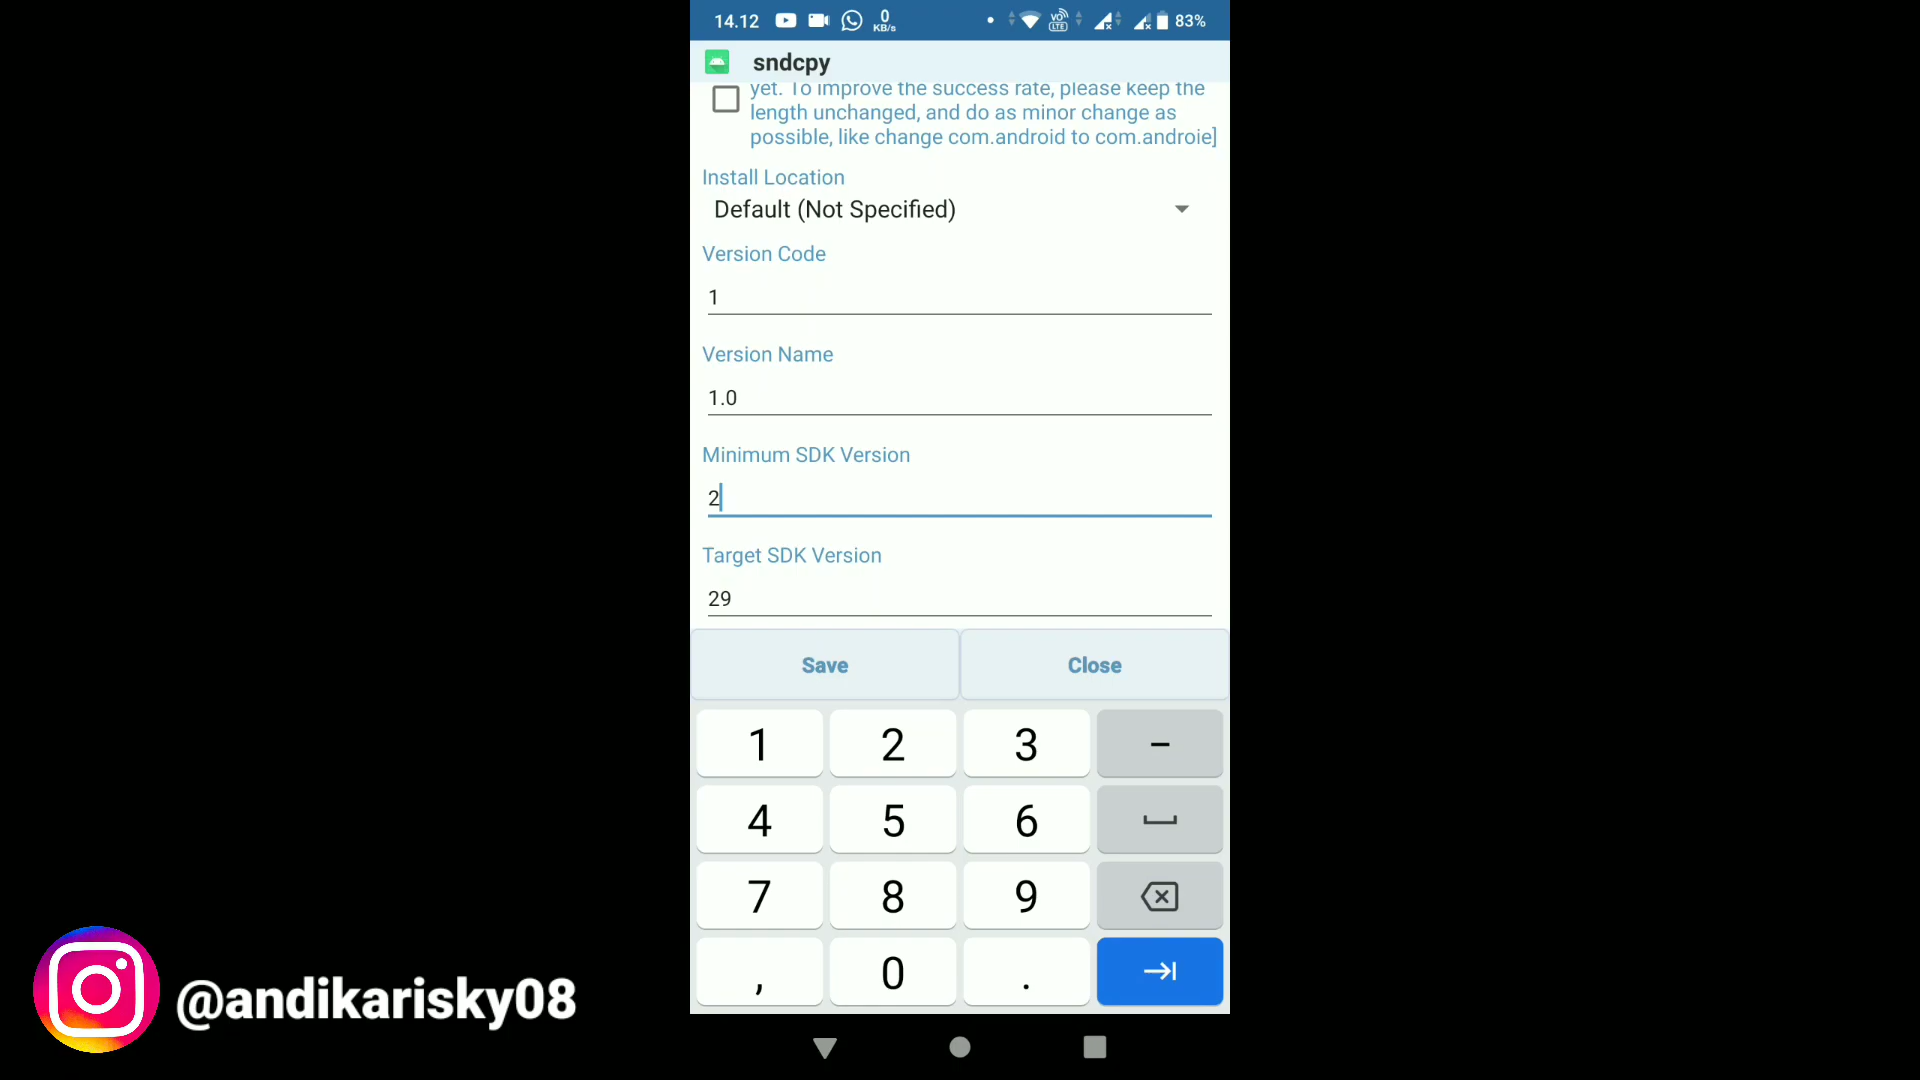 14.12
0
KB/s
VO
LTE
83%
sndcpy
yet. To improve the success rate, please keep the
length unchanged, and do as minor change as
possible, like change com.android to com.androie]
Install Location
Default (Not Specified)
Version Code
1
Version Name
1.0
Minimum SDK Version
2
Target SDK Version
29
Save
Close
1
2
3
-
4
5
6
7
8
9
,
0
.
@andikarisky08